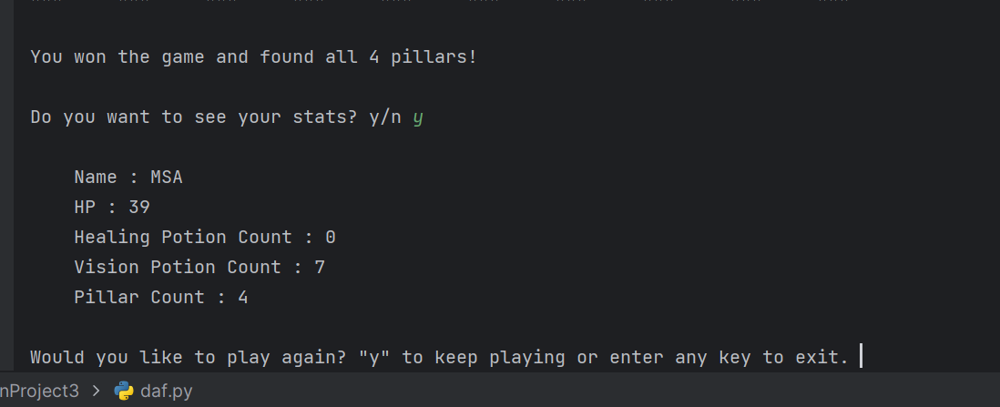 You won the game and found all 4 pillars!
Do you want to see your stats? y/n y
Name : MSA
HP : 39
Healing Potion Count : 0
Vision Potion Count : 7
Pillar Count : 4
Would you like to play again? "y" to keep playing or enter any key to exit.
nProject3 > daf.py